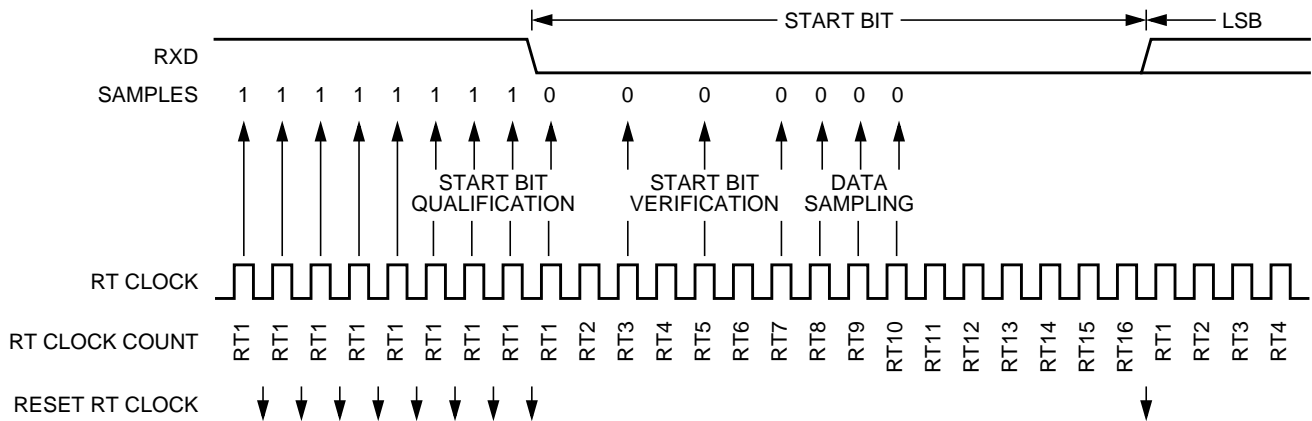 START BIT
LSB
RXD
SAMPLES 1 1 1 1 1 1 1 1 0 0 0 0 0 0 0
START BIT QUALIFICATION
START BIT VERIFICATION
DATA SAMPLING
RT CLOCK
RT CLOCK COUNT RT1 RT1 RT1 RT1 RT1 RT1 RT1 RT1 RT1 RT2 RT3 RT4 RT5 RT6 RT7 RT8 RT9 RT10 RT11 RT12 RT13 RT14 RT15 RT16 RT1 RT2 RT3 RT4
RESET RT CLOCK